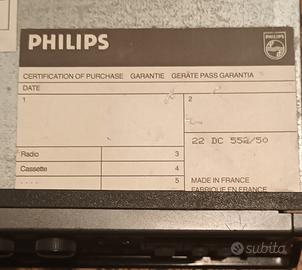 PHILIPS
PHILIPS
CERTIFICATION OF PURCHASE GARANTIE GERÄTE PASS GARANTIA
DATE
1
2
22 DC 552/50
Radio 3
Cassette 4
.... 5
MADE IN FRANCE
FABRIQUE EN FRANCE
subito